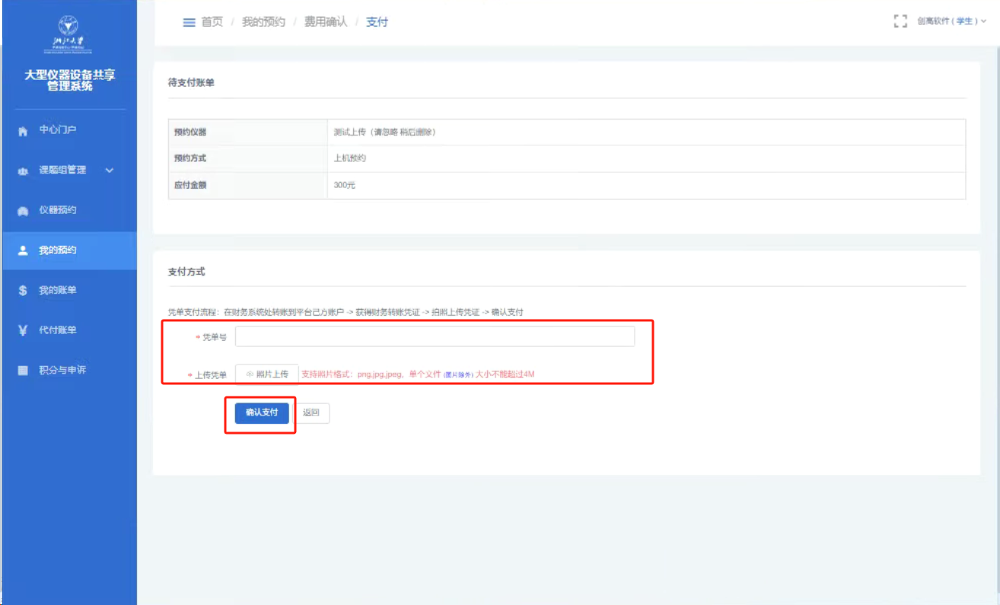 首页 / 我的预约 / 费用确认 / 支付
创高软件 ( 学生 )
浙江大学
大型仪器设备共享
管理系统
中心门户
课题组管理
仪器预约
我的预约
$ 我的账单
¥ 代付账单
积分与申诉
待支付账单
预约仪器 测试上传（请忽略 稍后删除）
预约方式 上机预约
应付金额 300元
支付方式
凭单支付流程：在财务系统处转账到平台己方账户 -> 获得财务转账凭证 -> 拍照上传凭证 -> 确认支付
* 凭单号
* 上传凭单 照片上传 支持照片格式：png,jpg,jpeg，单个文件 (图片除外) 大小不能超过4M
确认支付 返回